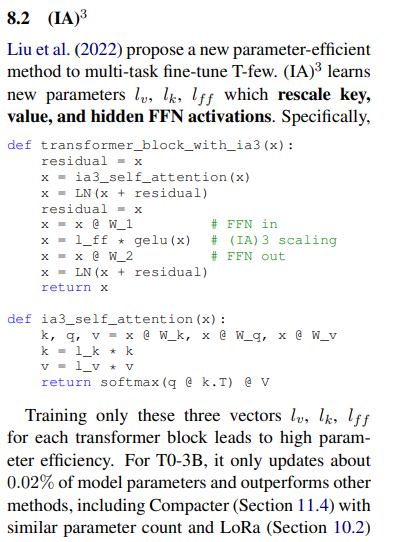 8.2 (IA)³
Liu et al. (2022) propose a new parameter-efficient
method to multi-task fine-tune T-few. (IA)³ learns
new parameters l_v, l_k, l_ff which rescale key,
value, and hidden FFN activations. Specifically,
def transformer_block_with_ia3(x):
    residual = x
    x = ia3_self_attention(x)
    x = LN(x + residual)
    residual = x
    x = x @ W_1          # FFN in
    x = l_ff * gelu(x)   # (IA)3 scaling
    x = x @ W_2          # FFN out
    x = LN(x + residual)
    return x
def ia3_self_attention(x):
    k, q, v = x @ W_k, x @ W_q, x @ W_v
    k = l_k * k
    v = l_v * v
    return softmax(q @ k.T) @ V
Training only these three vectors l_v, l_k, l_ff
for each transformer block leads to high param-
eter efficiency. For T0-3B, it only updates about
0.02% of model parameters and outperforms other
methods, including Compacter (Section 11.4) with
similar parameter count and LoRa (Section 10.2)